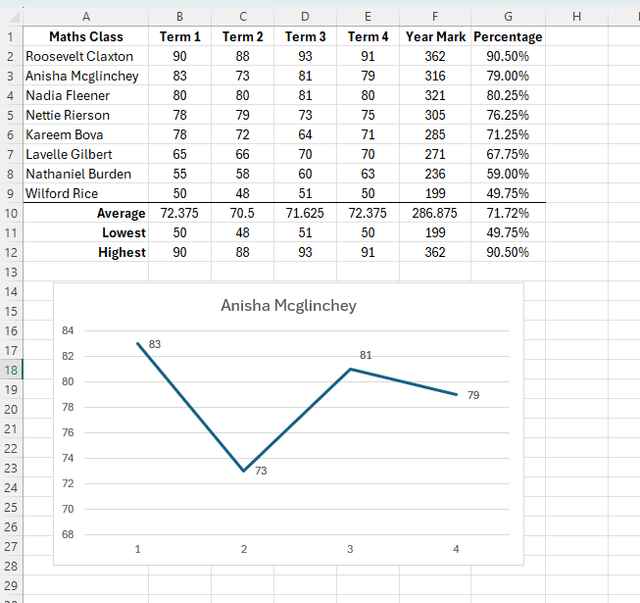 A B C D E F G H
1 Maths Class Term 1 Term 2 Term 3 Term 4 Year Mark Percentage
2 Roosevelt Claxton 90 88 93 91 362 90.50%
3 Anisha Mcglinchey 83 73 81 79 316 79.00%
4 Nadia Fleener 80 80 81 80 321 80.25%
5 Nettie Rierson 78 79 73 75 305 76.25%
6 Kareem Bova 78 72 64 71 285 71.25%
7 Lavelle Gilbert 65 66 70 70 271 67.75%
8 Nathaniel Burden 55 58 60 63 236 59.00%
9 Wilford Rice 50 48 51 50 199 49.75%
10 Average 72.375 70.5 71.625 72.375 286.875 71.72%
11 Lowest 50 48 51 50 199 49.75%
12 Highest 90 88 93 91 362 90.50%
13
14
15 Anisha Mcglinchey
16 84
17 83
82
18 81
19 80
20 79
78
21
22 76
23 74
73
24 72
25
26 70
27 68
28 1 2 3 4
29